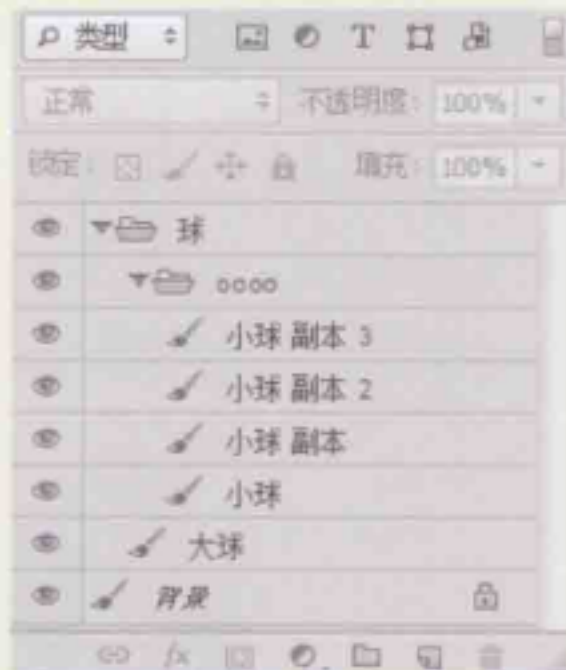 类型
正常 不透明度: 100%
锁定: 填充: 100%
球
oooo
小球 副本 3
小球 副本 2
小球 副本
小球
大球
背景